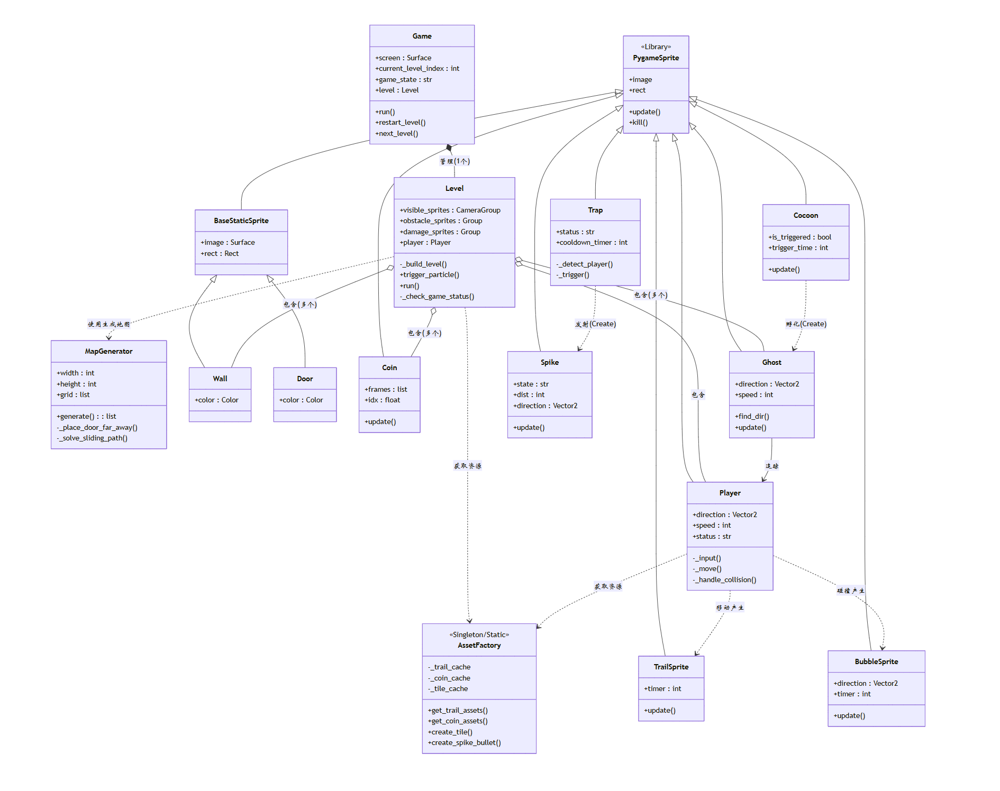 Game
+screen : Surface
+current_level_index : int
+game_state : str
+level : Level
+run()
+restart_level()
+next_level()
«Library»
PygameSprite
+image
+rect
+update()
+kill()
管理(1个)
Level
+visible_sprites : CameraGroup
+obstacle_sprites : Group
+damage_sprites : Group
+player : Player
-_build_level()
+trigger_particle()
+run()
-_check_game_status()
BaseStaticSprite
+image : Surface
+rect : Rect
Trap
+status : str
+cooldown_timer : int
-_detect_player()
-_trigger()
Cocoon
+is_triggered : bool
+trigger_time : int
+update()
包含(多个)
包含(多个)
使用生成地图
包含(多个)
发射(Create)
孵化(Create)
MapGenerator
+width : int
+height : int
+grid : list
+generate() : : list
-_place_door_far_away()
-_solve_sliding_path()
Wall
+color : Color
Door
+color : Color
Coin
+frames : list
+idx : float
+update()
Spike
+state : str
+dist : int
+direction : Vector2
+update()
包含
Ghost
+direction : Vector2
+speed : int
+find_dir()
+update()
获取资源
追踪
Player
+direction : Vector2
+speed : int
+status : str
-_input()
-_move()
-_handle_collision()
获取资源
移动产生
碰撞产生
«Singleton/Static»
AssetFactory
-_trail_cache
-_coin_cache
-_tile_cache
+get_trail_assets()
+get_coin_assets()
+create_tile()
+create_spike_bullet()
TrailSprite
+timer : int
+update()
BubbleSprite
+direction : Vector2
+timer : int
+update()